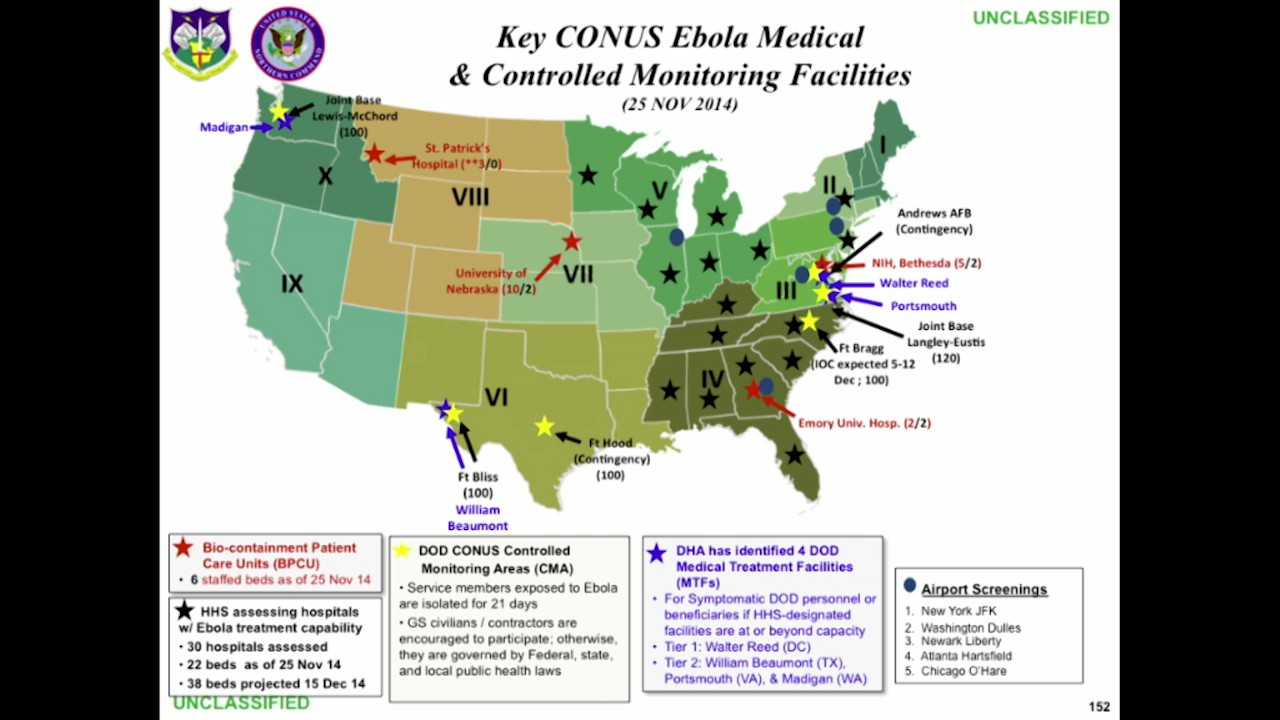 UNCLASSIFIED
Key CONUS Ebola Medical
& Controlled Monitoring Facilities
(25 NOV 2014)
UNITED STATES
NORTHERN COMMAND
Joint Base
Lewis-McChord
(100)
Madigan
St. Patrick's
Hospital (**3/0)
X
VIII
V
I
II
Andrews AFB
(Contingency)
NIH, Bethesda (5/2)
Walter Reed
Portsmouth
University of
Nebraska (10/2)
VII
IX
III
Joint Base
Langley-Eustis
(120)
Ft Bragg
(IOC expected 5-12
Dec ; 100)
IV
VI
Emory Univ. Hosp. (2/2)
Ft Hood
(Contingency)
(100)
Ft Bliss
(100)
William
Beaumont
Bio-containment Patient
Care Units (BPCU)
• 6 staffed beds as of 25 Nov 14
HHS assessing hospitals
w/ Ebola treatment capability
• 30 hospitals assessed
• 22 beds as of 25 Nov 14
• 38 beds projected 15 Dec 14
DOD CONUS Controlled
Monitoring Areas (CMA)
• Service members exposed to Ebola
are isolated for 21 days
• GS civilians / contractors are
encouraged to participate; otherwise,
they are governed by Federal, state,
and local public health laws
DHA has identified 4 DOD
Medical Treatment Facilities
(MTFs)
• For Symptomatic DOD personnel or
beneficiaries if HHS-designated
facilities are at or beyond capacity
• Tier 1: Walter Reed (DC)
• Tier 2: William Beaumont (TX),
Portsmouth (VA), & Madigan (WA)
Airport Screenings
1. New York JFK
2. Washington Dulles
3. Newark Liberty
4. Atlanta Hartsfield
5. Chicago O'Hare
UNCLASSIFIED
152